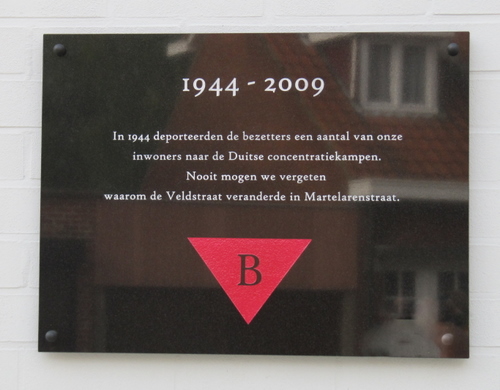 1944 - 2009
In 1944 deporteerden de bezetters een aantal van onze
inwoners naar de Duitse concentratiekampen.
Nooit mogen we vergeten
waarom de Veldstraat veranderde in Martelarenstraat.
B